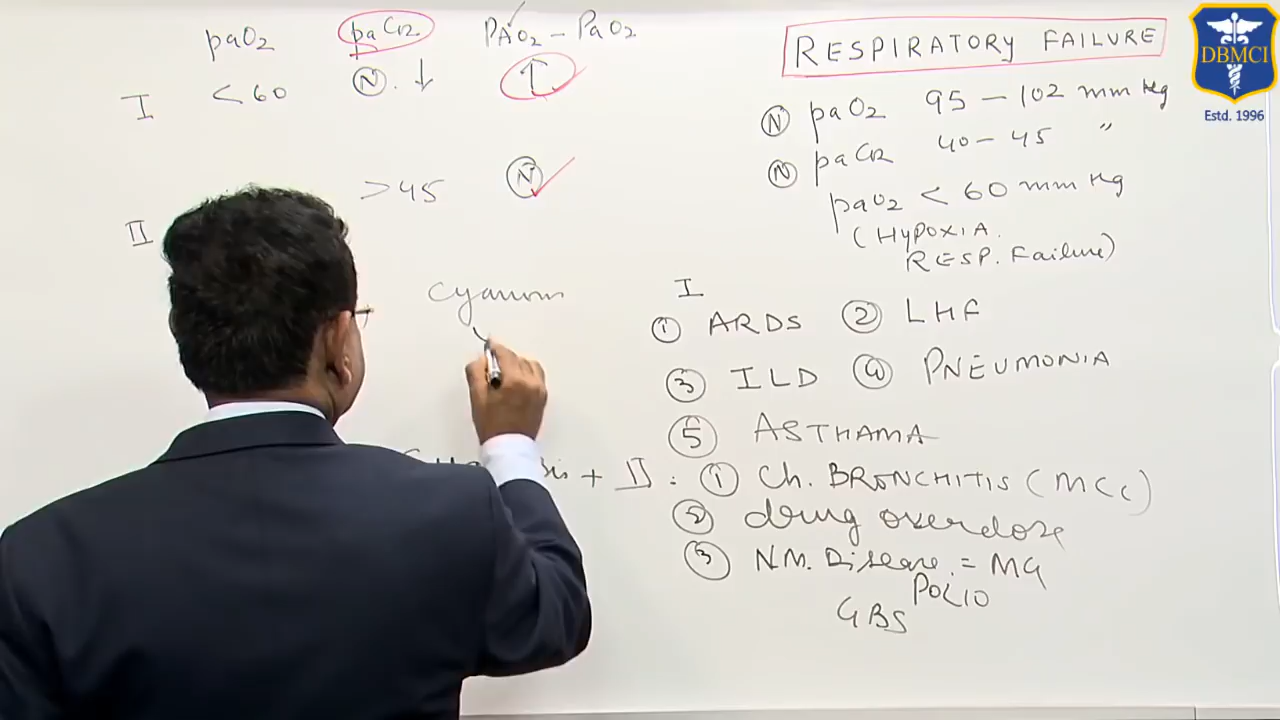 paO₂ paCO₂ PAO₂ - PaO₂
I < 60 N . ↓ ↑
II > 45 N
RESPIRATORY FAILURE
N paO₂ 95 - 102 mm Hg
N paCO₂ 40 - 45 "
paO₂ < 60 mm Hg
(HYPOXIA.
RESP. Failure)
I
① ARDS ② LHF
③ ILD ④ PNEUMONIA
⑤ ASTHAMA
+ II : ① Ch. BRONCHITIS (MCC)
② drug overdose
③ N.M. Disease. = MG
POLIO
GBS
DBMCI
Estd. 1996